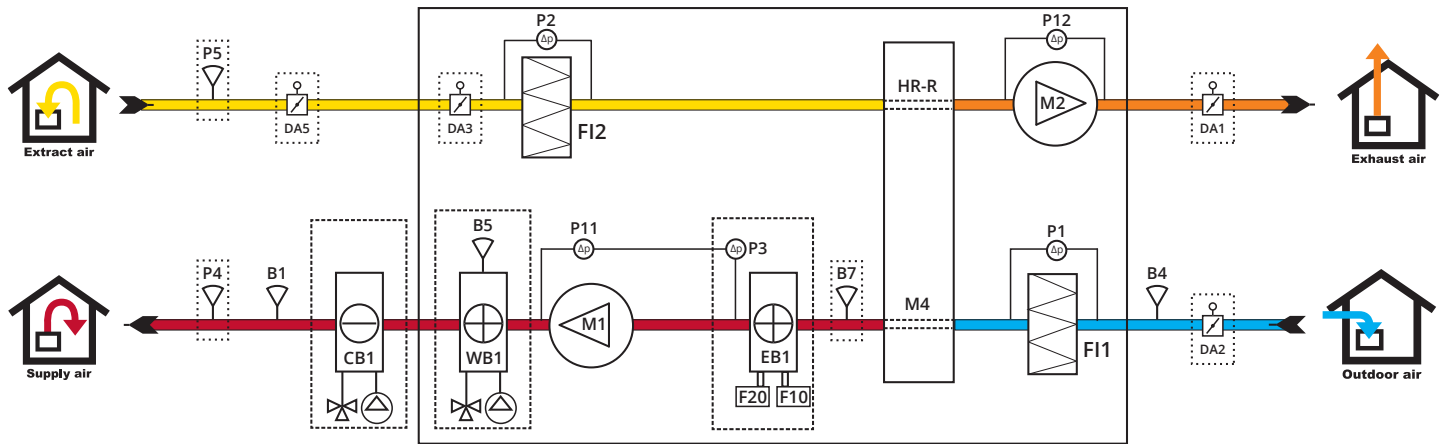 P2
P12
P5
Δp
Δp
HR-R
M2
DA5
DA3
FI2
DA1
Extract air
Exhaust air
B5
P11
P1
P4
B1
Δp
Δp
P3
B7
Δp
B4
M4
M1
CB1
WB1
EB1
FI1
DA2
Supply air
Outdoor air
F20
F10